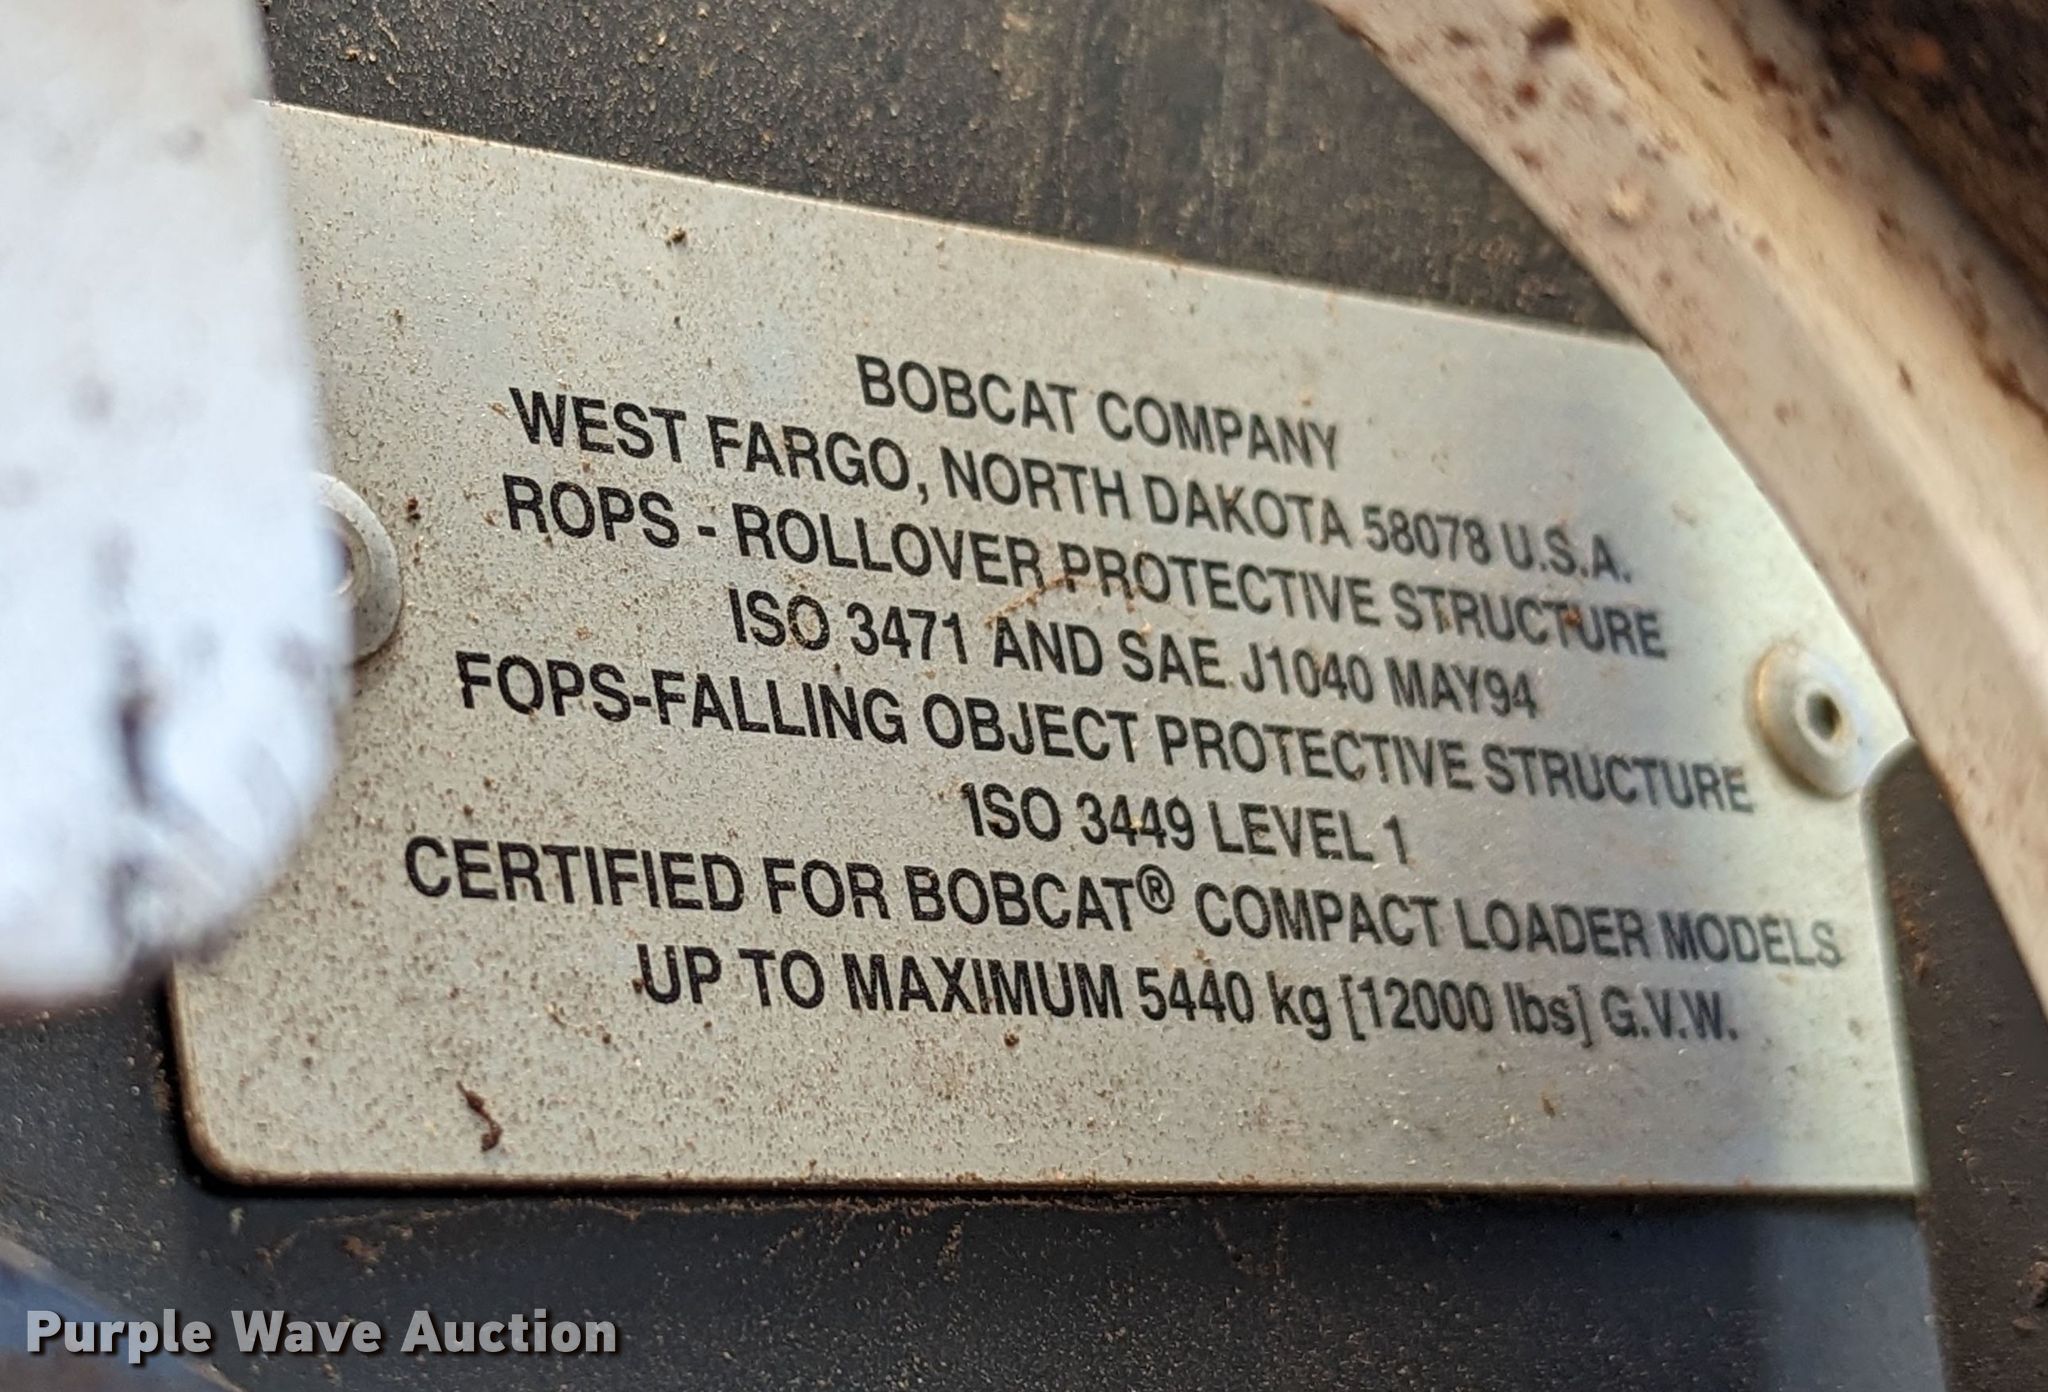 BOBCAT COMPANY
WEST FARGO, NORTH DAKOTA 58078 U.S.A.
ROPS - ROLLOVER PROTECTIVE STRUCTURE
ISO 3471 AND SAE J1040 MAY94
FOPS-FALLING OBJECT PROTECTIVE STRUCTURE
ISO 3449 LEVEL 1
CERTIFIED FOR BOBCAT® COMPACT LOADER MODELS
UP TO MAXIMUM 5440 kg [12000 lbs] G.V.W.
Purple Wave Auction